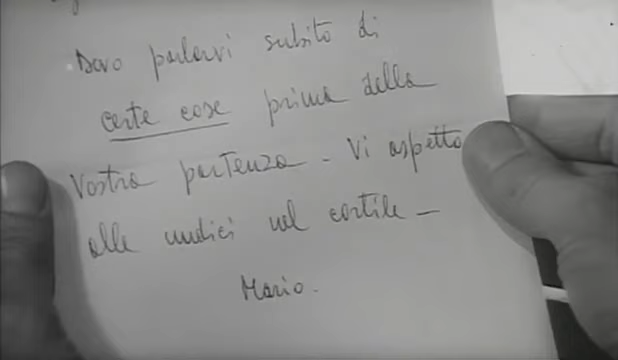 Devo parlarvi subito di
certe cose prima della
Vostra partenza - Vi aspetto
alle undici nel cortile -
Mario.